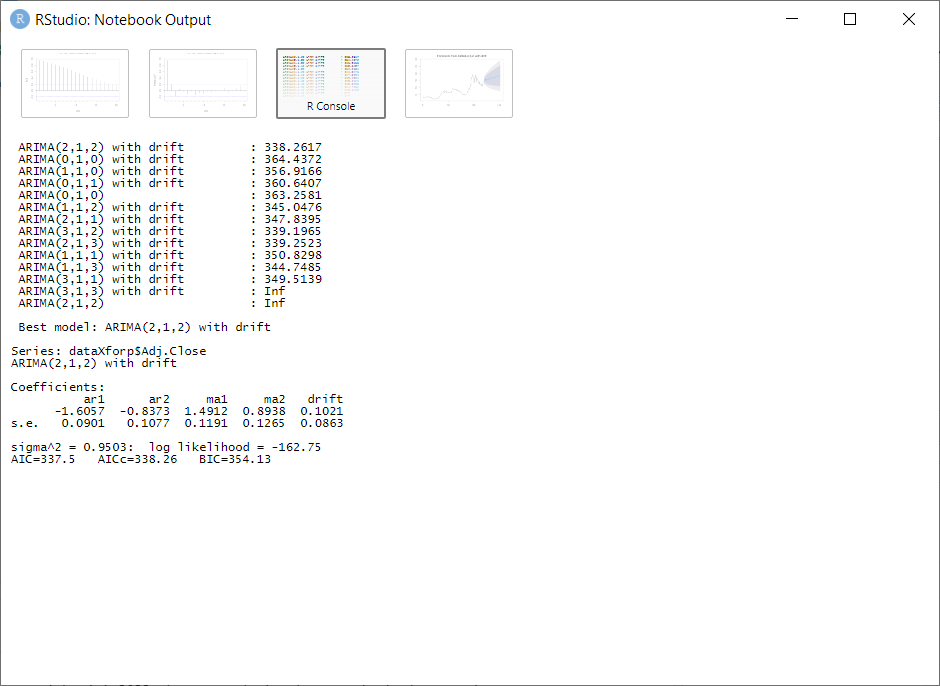 RStudio: Notebook Output
R Console
ARIMA(2,1,2) with drift : 338.2617
ARIMA(0,1,0) with drift : 364.4372
ARIMA(1,1,0) with drift : 356.9166
ARIMA(0,1,1) with drift : 360.6407
ARIMA(0,1,0) : 363.2581
ARIMA(1,1,2) with drift : 345.0476
ARIMA(2,1,1) with drift : 347.8395
ARIMA(3,1,2) with drift : 339.1965
ARIMA(2,1,3) with drift : 339.2523
ARIMA(1,1,1) with drift : 350.8298
ARIMA(1,1,3) with drift : 344.7485
ARIMA(3,1,1) with drift : 349.5139
ARIMA(3,1,3) with drift : Inf
ARIMA(2,1,2) : Inf
Best model: ARIMA(2,1,2) with drift
Series: dataXforp$Adj.Close
ARIMA(2,1,2) with drift
Coefficients:
ar1 ar2 ma1 ma2 drift
-1.6057 -0.8373 1.4912 0.8938 0.1021
s.e. 0.0901 0.1077 0.1191 0.1265 0.0863
sigma^2 = 0.9503: log likelihood = -162.75
AIC=337.5 AICc=338.26 BIC=354.13